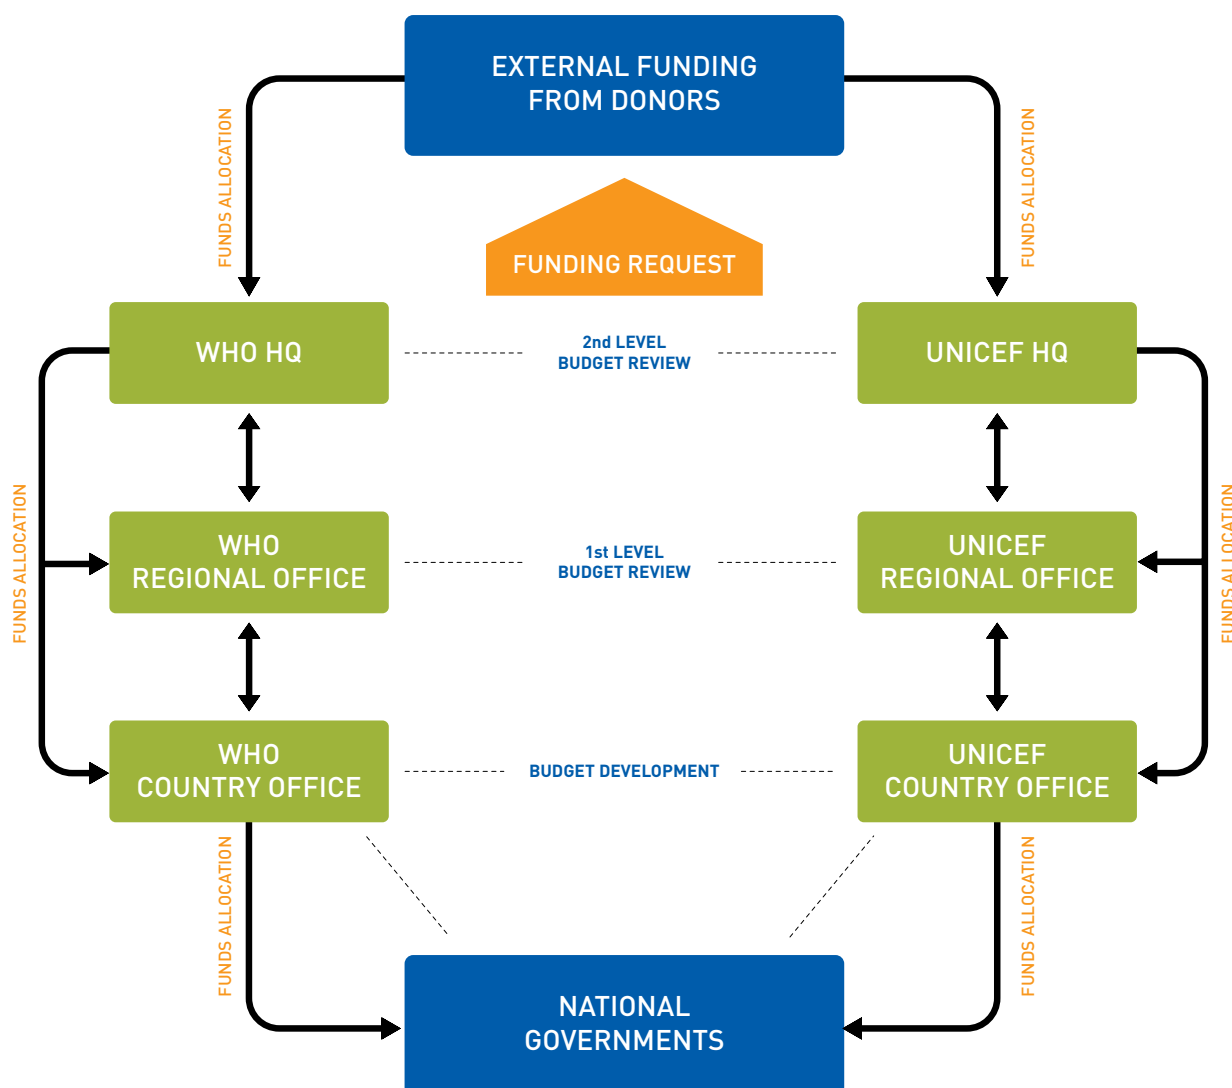 EXTERNAL FUNDING
FROM DONORS
FUNDS ALLOCATION
FUNDS ALLOCATION
FUNDING REQUEST
WHO HQ
2nd LEVEL
BUDGET REVIEW
UNICEF HQ
FUNDS ALLOCATION
WHO
REGIONAL OFFICE
1st LEVEL
BUDGET REVIEW
UNICEF
REGIONAL OFFICE
FUNDS ALLOCATION
WHO
COUNTRY OFFICE
BUDGET DEVELOPMENT
UNICEF
COUNTRY OFFICE
FUNDS ALLOCATION
FUNDS ALLOCATION
NATIONAL
GOVERNMENTS